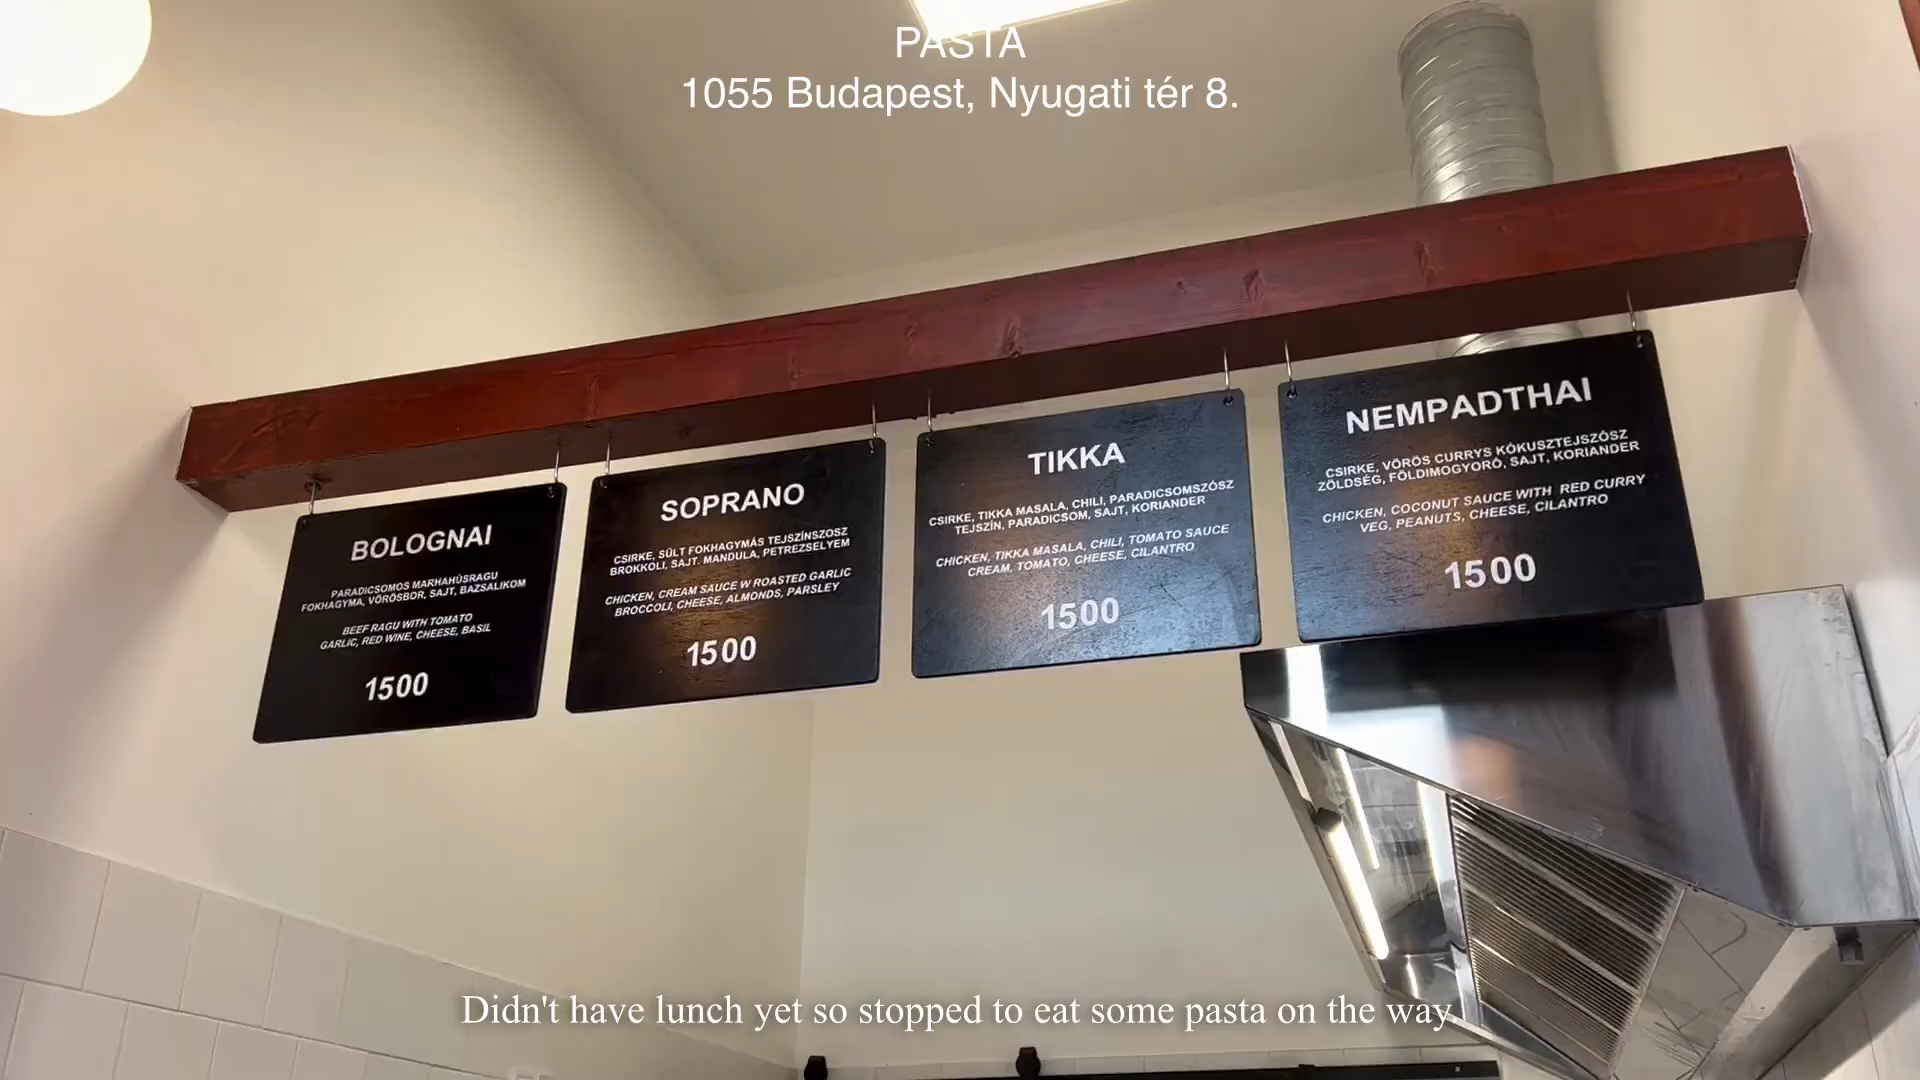 PASTA
1055 Budapest, Nyugati tér 8.
BOLOGNAI
PARADICSOMOS MARHAHÚSRAGU
FOKHAGYMA, VÖRÖSBOR, SAJT, BAZSALIKOM
BEEF RAGU WITH TOMATO
GARLIC, RED WINE, CHEESE, BASIL
1500
SOPRANO
CSIRKE, SÜLT FOKHAGYMÁS TEJSZÍNSZOSZ
BROKKOLI, SAJT. MANDULA, PETREZSELYEM
CHICKEN, CREAM SAUCE W ROASTED GARLIC
BROCCOLI, CHEESE, ALMONDS, PARSLEY
1500
TIKKA
CSIRKE, TIKKA MASALA, CHILI, PARADICSOMSZÓSZ
TEJSZÍN, PARADICSOM, SAJT, KORIANDER
CHICKEN, TIKKA MASALA, CHILI, TOMATO SAUCE
CREAM, TOMATO, CHEESE, CILANTRO
1500
NEMPADTHAI
CSIRKE, VÖRÖS CURRYS KÓKUSZTEJSZÓSZ
ZÖLDSÉG, FÖLDIMOGYORÓ, SAJT, KORIANDER
CHICKEN, COCONUT SAUCE WITH RED CURRY
VEG, PEANUTS, CHEESE, CILANTRO
1500
Didn't have lunch yet so stopped to eat some pasta on the way.